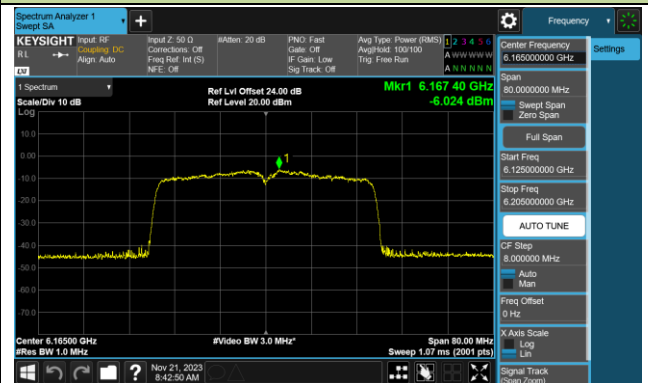 Spectrum Analyzer 1
Swept SA
Frequency
KEYSIGHT
RL
LXI
Input: RF
Coupling: DC
Align: Auto
Input Z: 50 Ω
Corrections: Off
Freq Ref: Int (S)
NFE: Off
#Atten: 20 dB
PNO: Fast
Gate: Off
IF Gain: Low
Sig Track: Off
Avg Type: Power (RMS)
Avg|Hold: 100/100
Trig: Free Run
1 2 3 4 5 6
A W W W W W
A N N N N N
1 Spectrum
Scale/Div 10 dB
Log
Ref Lvl Offset 24.00 dB
Ref Level 20.00 dBm
Mkr1 6.167 40 GHz
-6.024 dBm
10.0
0.00
-10.0
-20.0
-30.0
-40.0
-50.0
-60.0
-70.0
1
Center 6.16500 GHz
#Res BW 1.0 MHz
#Video BW 3.0 MHz*
Span 80.00 MHz
Sweep 1.07 ms (2001 pts)
Nov 21, 2023
8:42:50 AM
?
Center Frequency
6.165000000 GHz
Settings
Span
80.0000000 MHz
Swept Span
Zero Span
Full Span
Start Freq
6.125000000 GHz
Stop Freq
6.205000000 GHz
AUTO TUNE
CF Step
8.000000 MHz
Auto
Man
Freq Offset
0 Hz
X Axis Scale
Log
Lin
Signal Track
(Span Zoom)